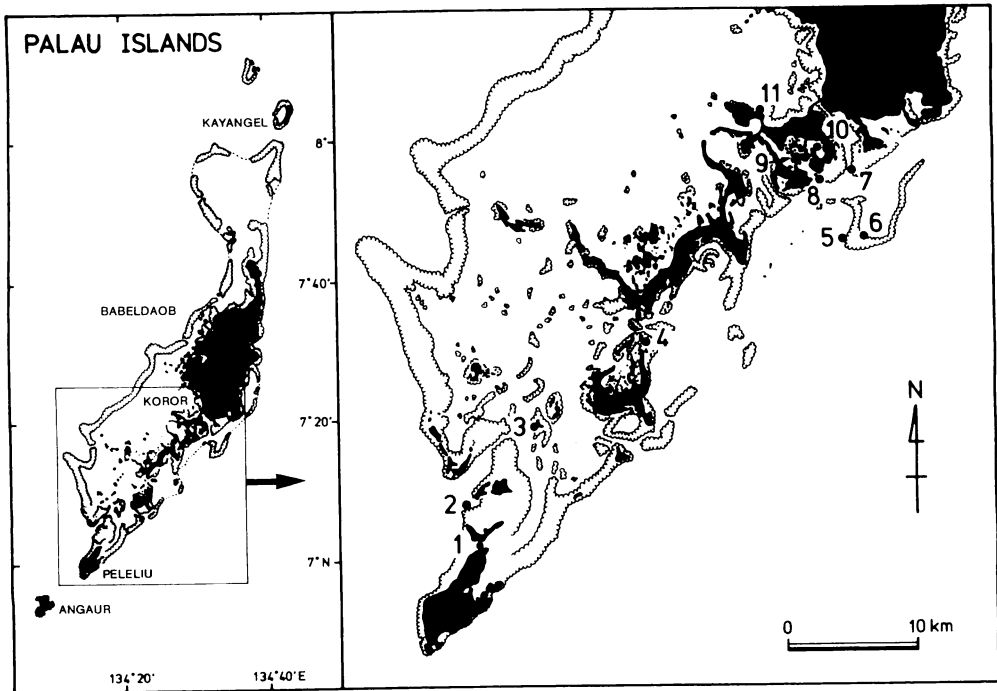 PALAU ISLANDS
KAYANGEL
8°
7°40'
BABELDAOB
KOROR
7°20'
7°N
PELELIU
ANGAUR
134°20'
134°40'E
11
10
9
8
7
6
5
4
3
2
1
N
0 10 km